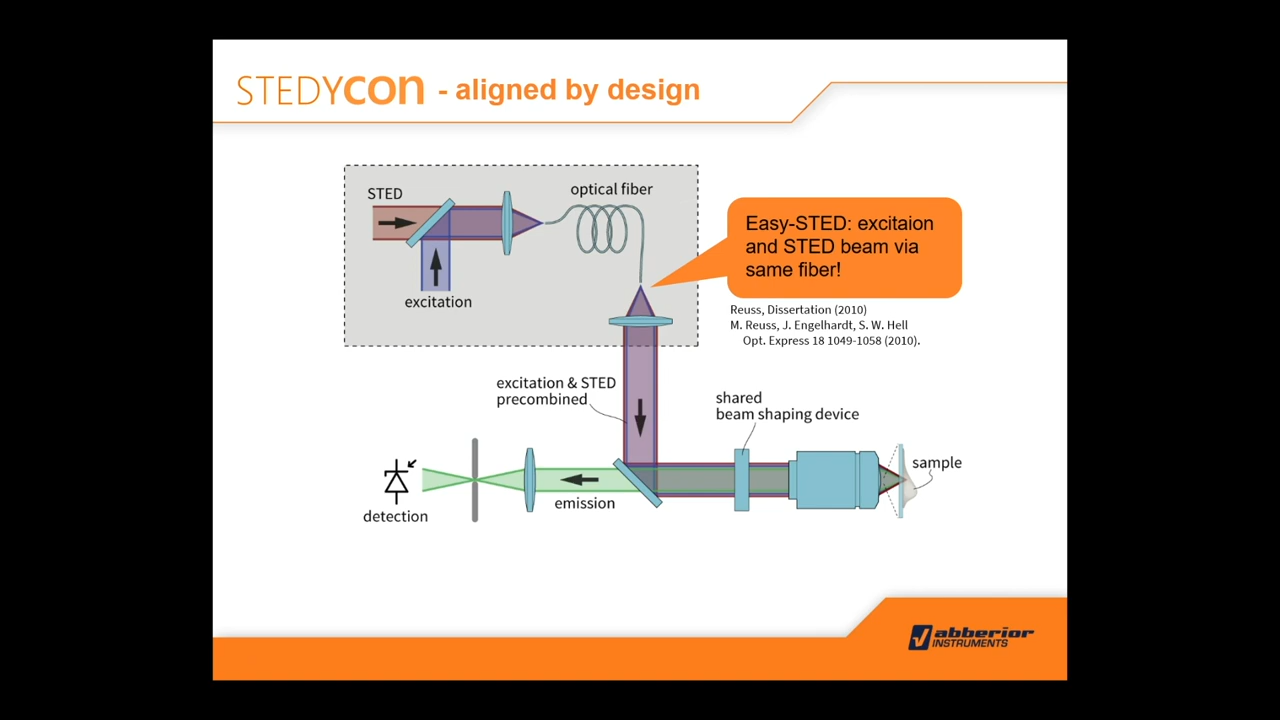 STEDYCON - aligned by design
STED
optical fiber
excitation
Easy-STED: excitaion
and STED beam via
same fiber!
Reuss, Dissertation (2010)
M. Reuss, J. Engelhardt, S. W. Hell
Opt. Express 18 1049-1058 (2010).
excitation & STED
precombined
shared
beam shaping device
sample
emission
detection
abberior
INSTRUMENTS